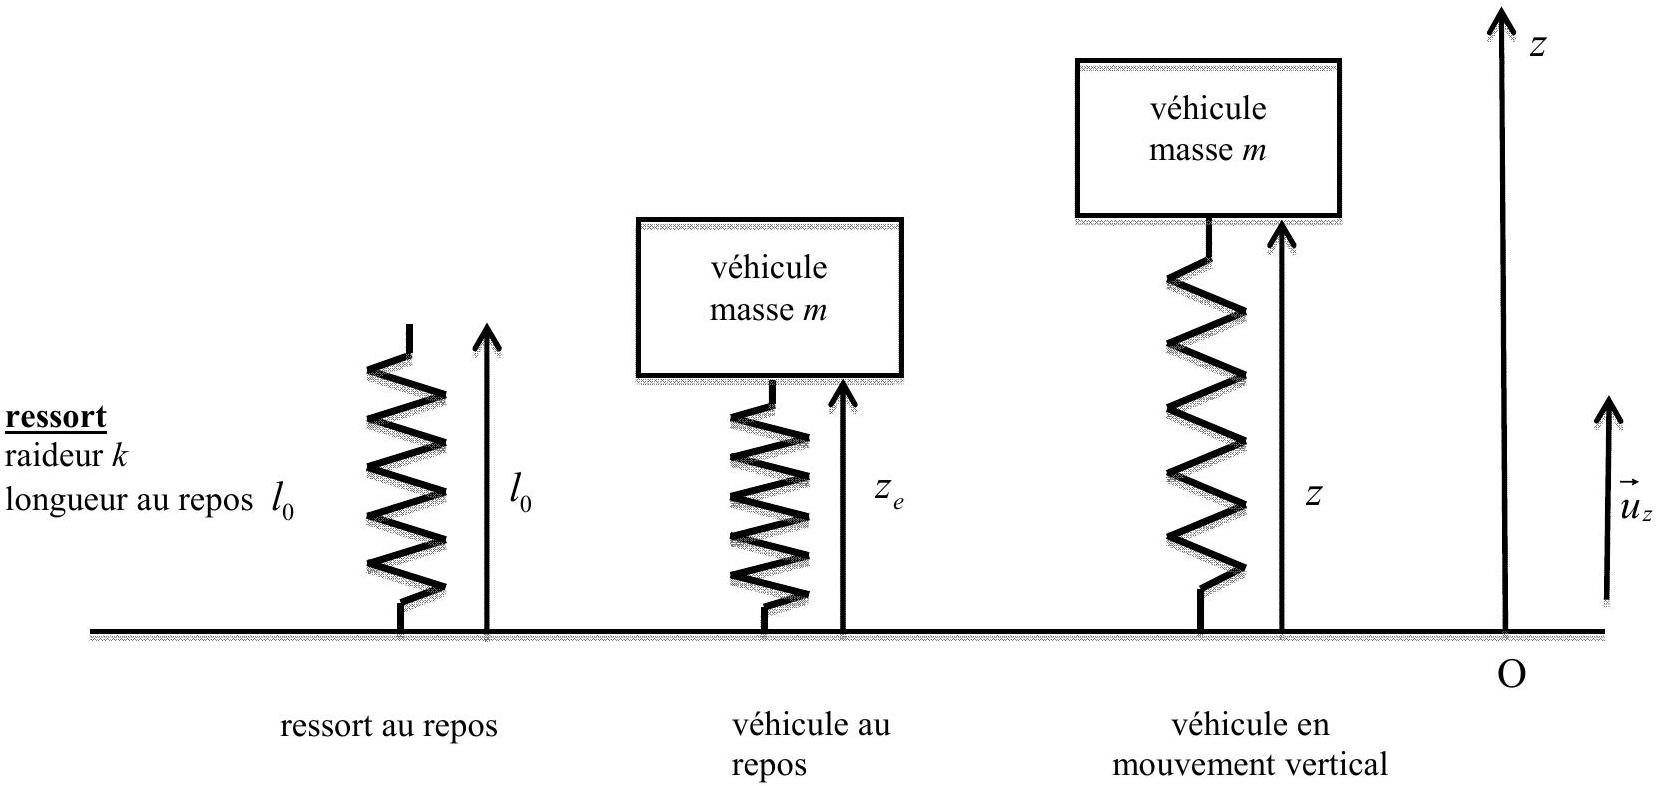 z
véhicule
masse m
véhicule
masse m
ressort
raideur k
longueur au repos l₀
l₀
zₑ
z
u⃗_z
O
ressort au repos
véhicule au
repos
véhicule en
mouvement vertical